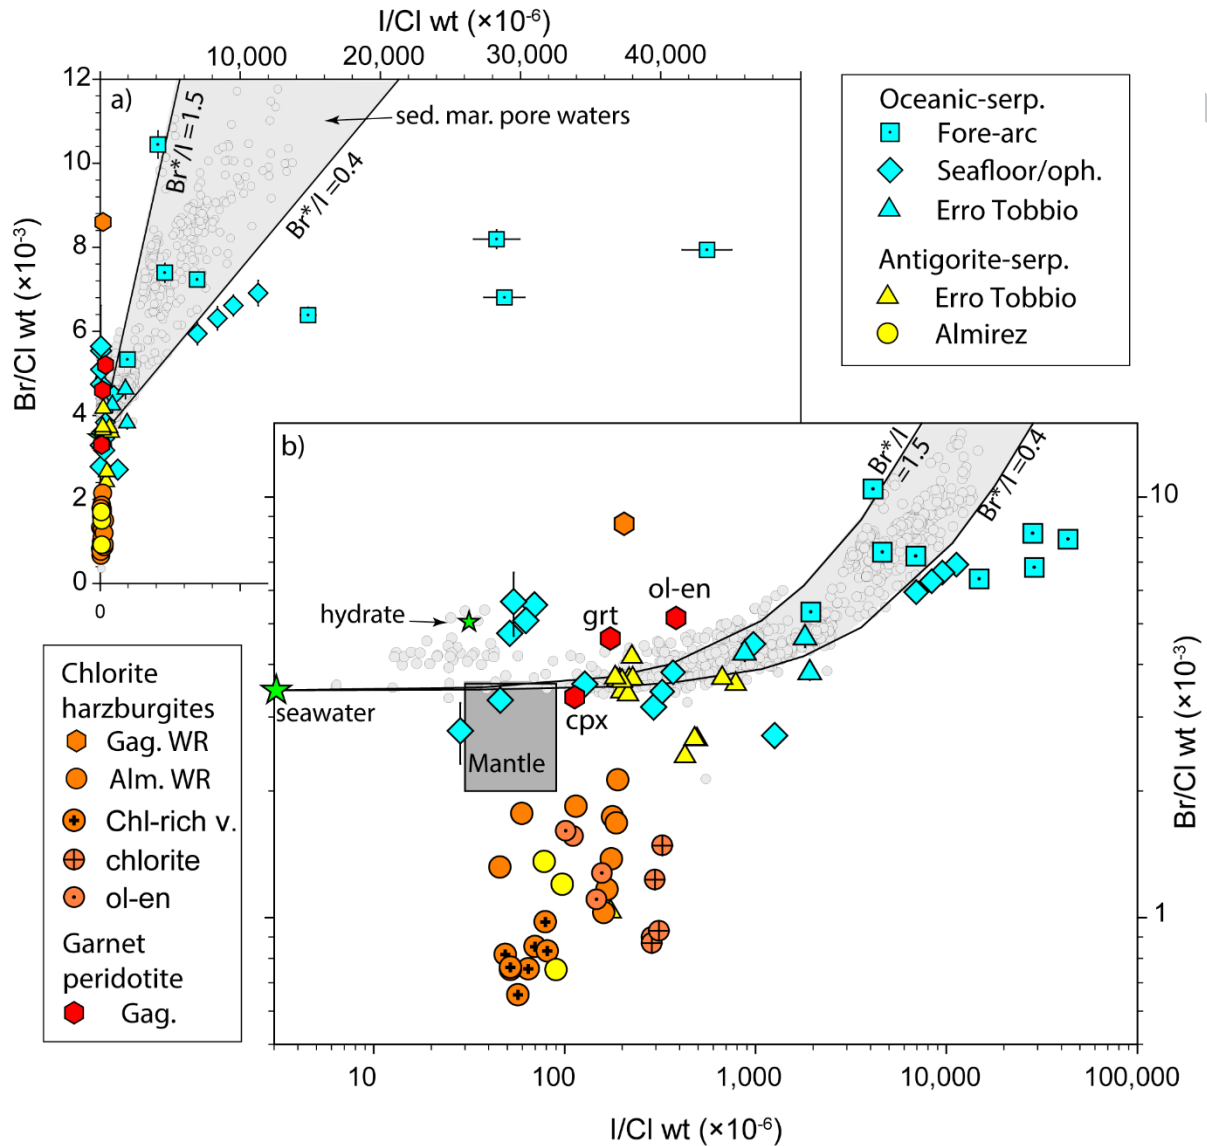 I/Cl wt (×10-6)
10,000 20,000 30,000 40,000
12
10
8
6
4
2
0
0
Br/Cl wt (×10-3)
a)
Br*/I =1.5
sed. mar. pore waters
Br*/I =0.4
Oceanic-serp.
Fore-arc
Seafloor/oph.
Erro Tobbio
Antigorite-serp.
Erro Tobbio
Almirez
b)
Br*/I
=1.5
Br*/I =0.4
hydrate
grt
ol-en
seawater
cpx
Mantle
10
1
Br/Cl wt (×10-3)
Chlorite
harzburgites
Gag. WR
Alm. WR
Chl-rich v.
chlorite
ol-en
Garnet
peridotite
Gag.
10 100 1,000 10,000 100,000
I/Cl wt (×10-6)